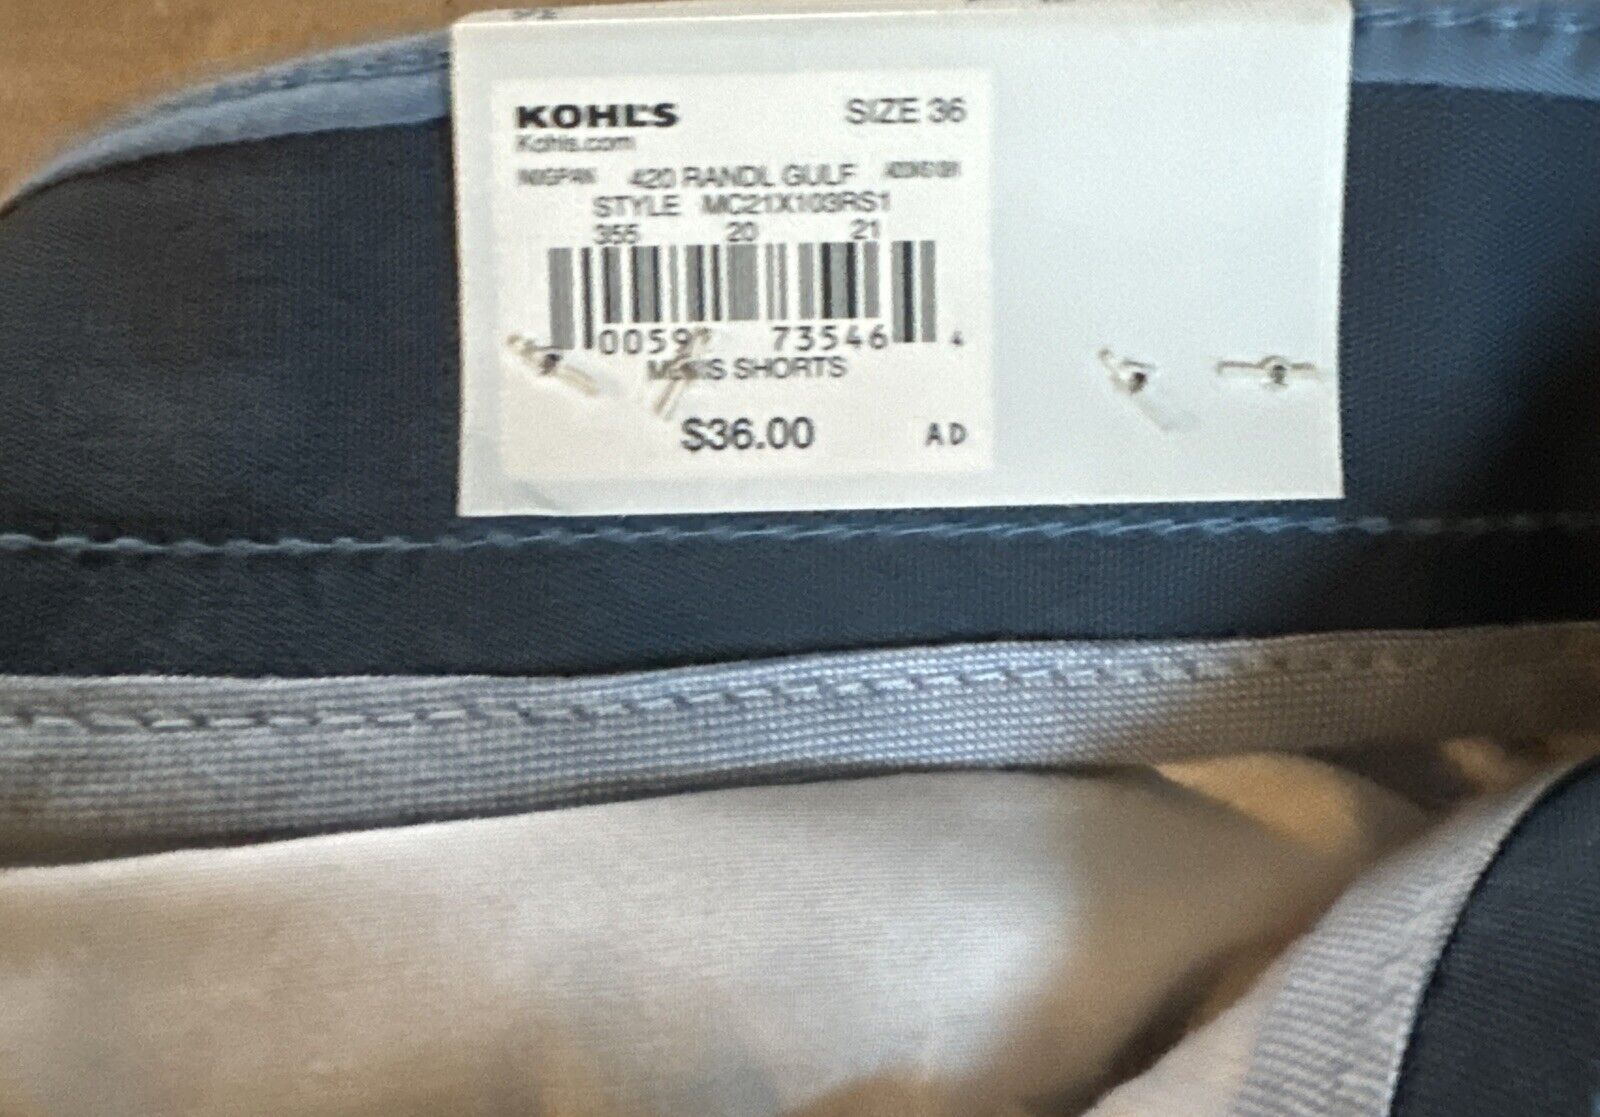 KOHL'S SIZE 36
Kohls.com
420 RANDL GULF
STYLE MC21X103RS1
355 20 21
73546 4
MENS SHORTS
$36.00 AD